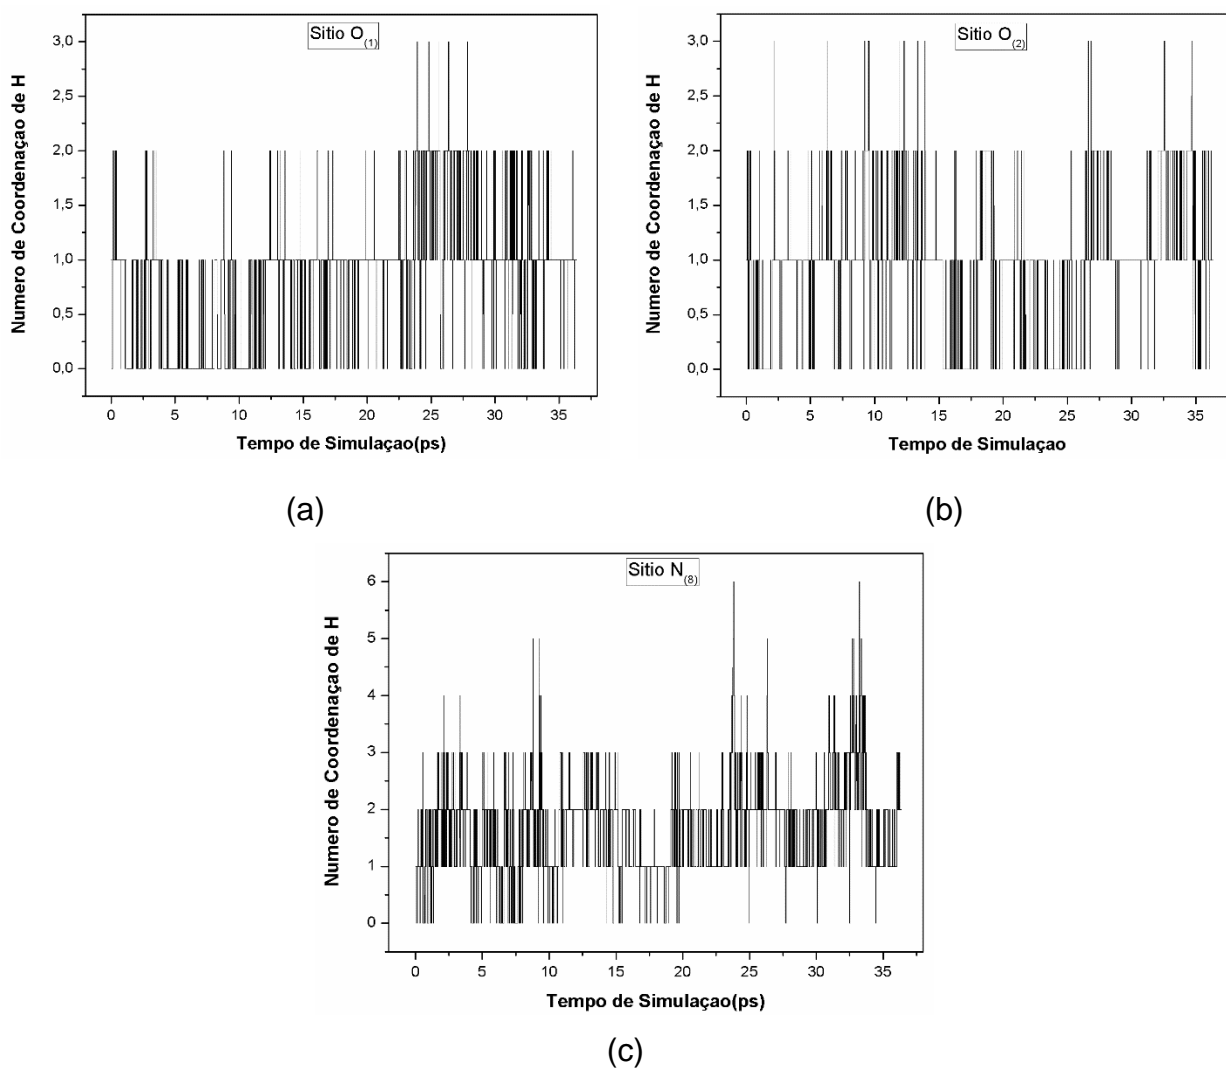 Sitio O(1)
Numero de Coordenaçao de H
3,0
2,5
2,0
1,5
1,0
0,5
0,0
0 5 10 15 20 25 30 35
Tempo de Simulaçao(ps)
(a)
Sitio O(2)
Numero de Coordenaçao de H
3,0
2,5
2,0
1,5
1,0
0,5
0,0
0 5 10 15 20 25 30 35
Tempo de Simulaçao
(b)
Sitio N(8)
Numero de Coordenaçao de H
6
5
4
3
2
1
0
0 5 10 15 20 25 30 35
Tempo de Simulaçao(ps)
(c)